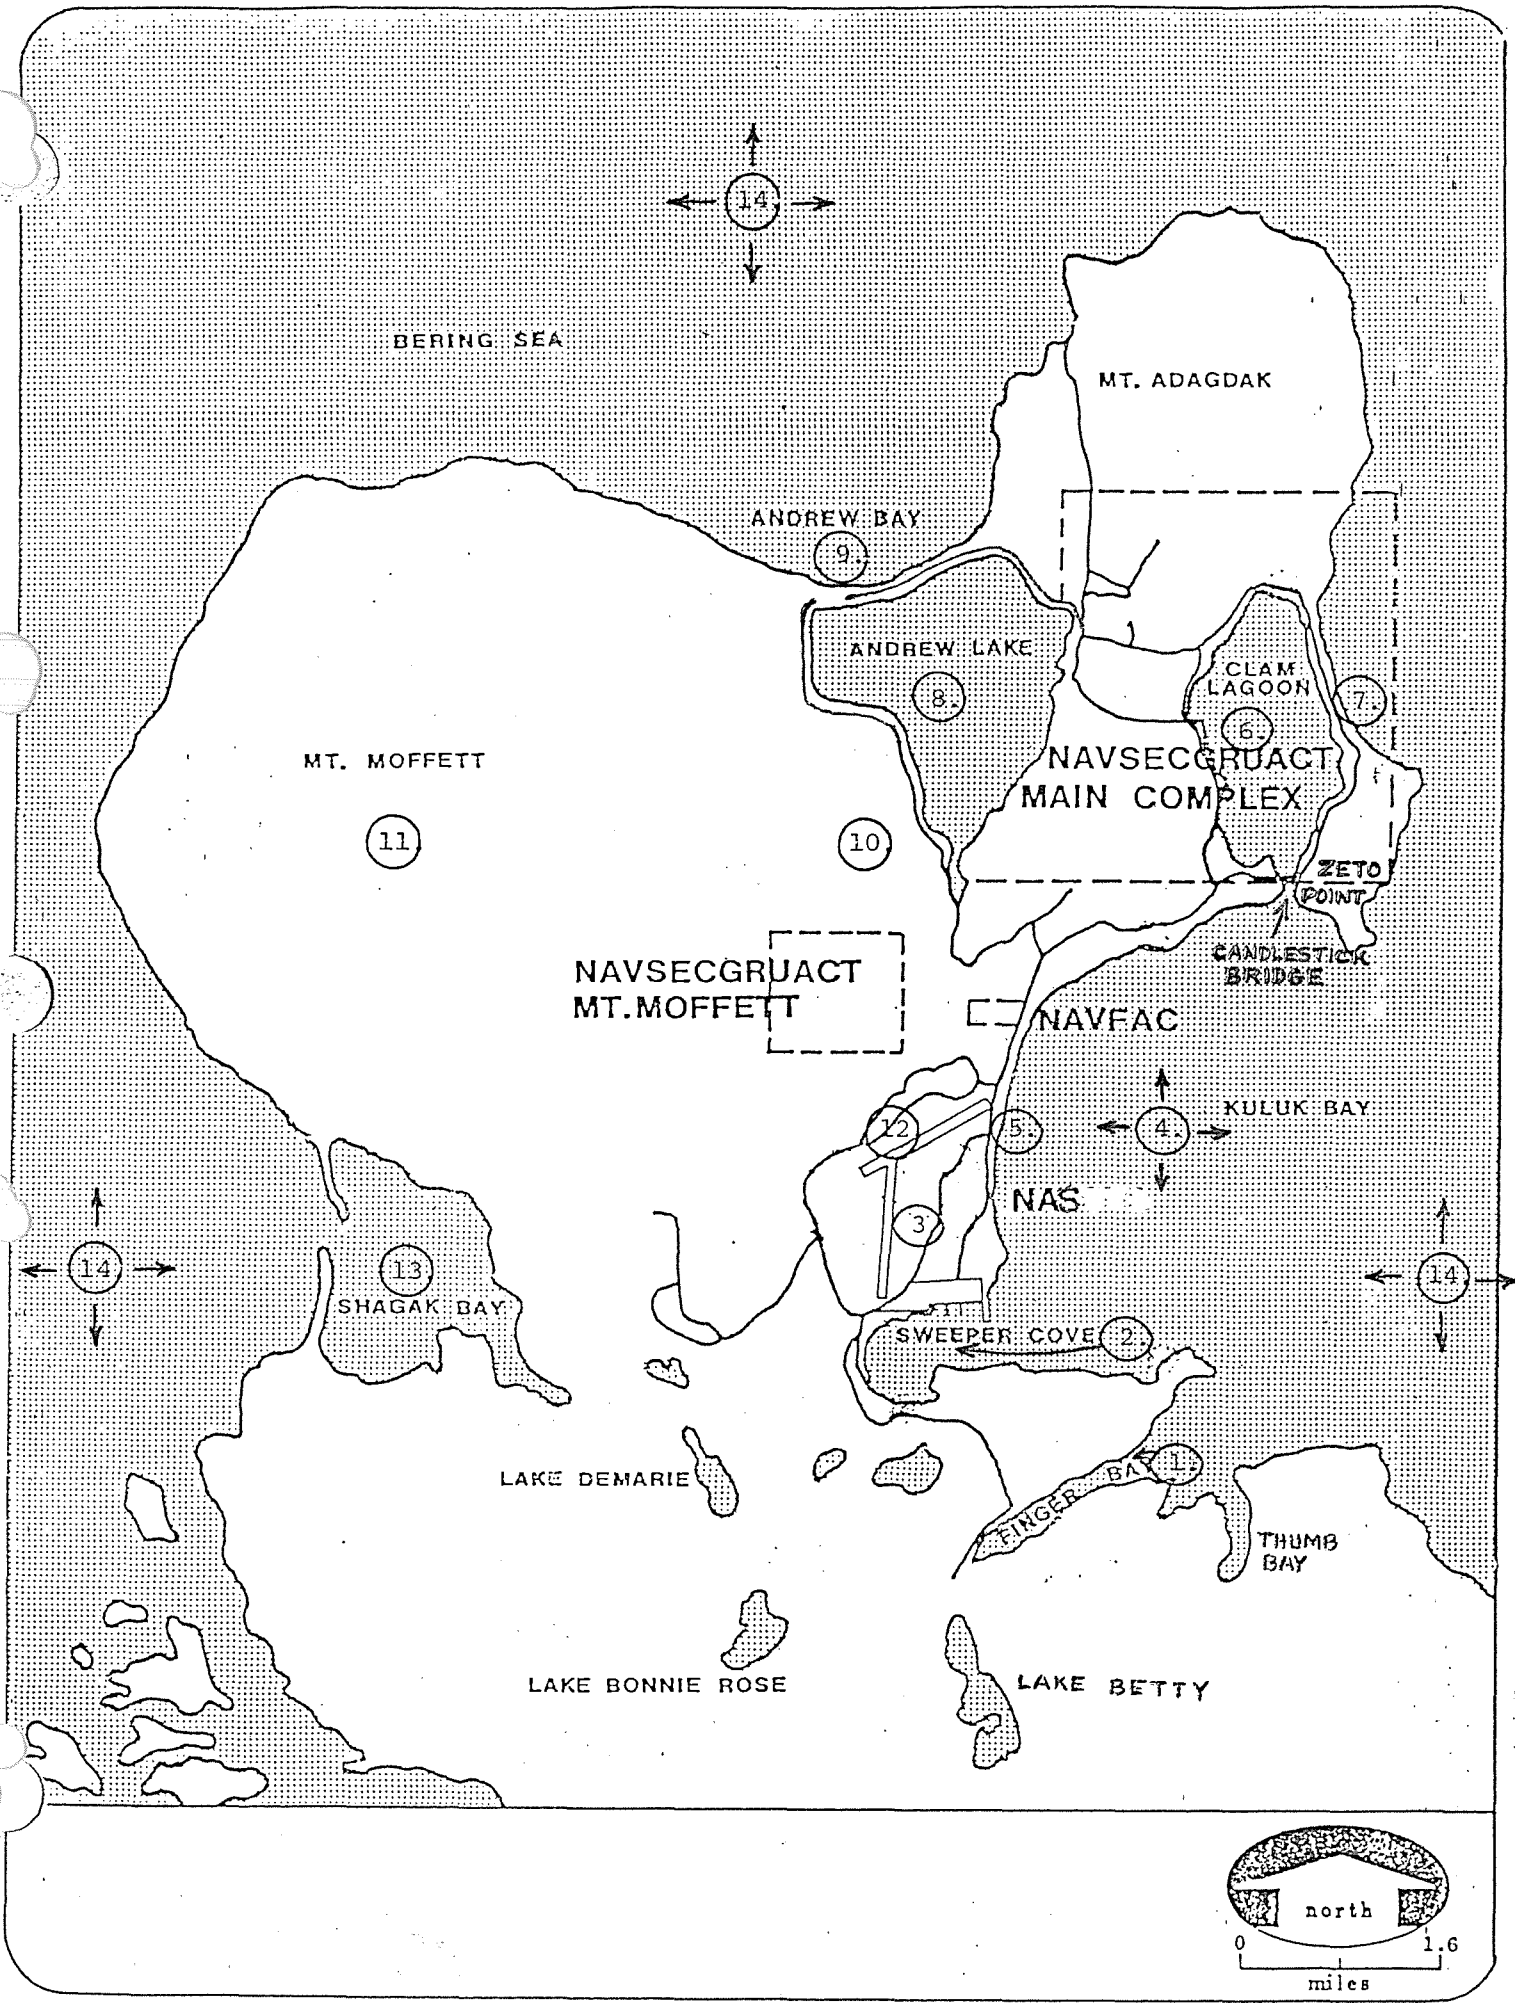 14.
BERING SEA
MT. ADAGDAK
ANDREW BAY
9.
ANDREW LAKE
8.
CLAM
LAGOON
7.
6.
NAVSECGRUACT
MAIN COMPLEX
MT. MOFFETT
11.
10.
ZETO
POINT
CANDLESTICK
BRIDGE
NAVSECGRUACT
MT. MOFFETT
NAVFAC
KULUK BAY
12
5.
4.
NAS
3
14.
13
14.
SHAGAK BAY
SWEEPER COVE
2.
LAKE DEMARIE
FINGER BAY
1.
THUMB
BAY
LAKE BONNIE ROSE
LAKE BETTY
north
0 1.6
miles